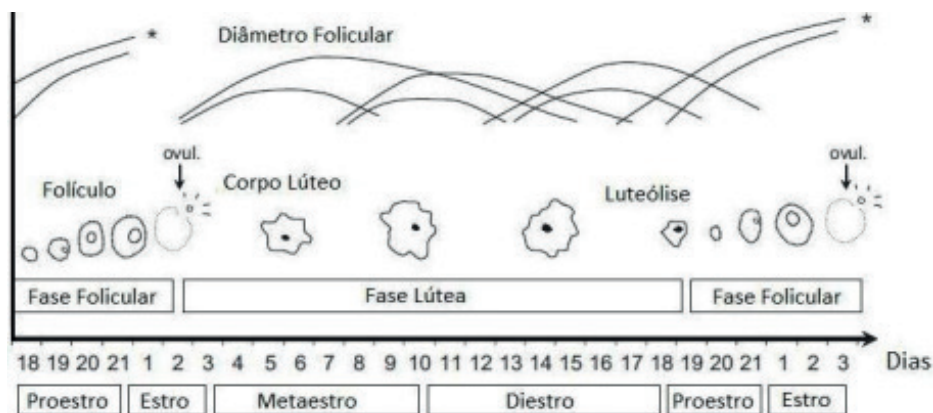 *
Diâmetro Folicular
*
ovul.
ovul.
Folículo
Corpo Lúteo
Luteólise
Fase Folicular
Fase Lútea
Fase Folicular
18 19 20 21 1 2 3 4 5 6 7 8 9 10 11 12 13 14 15 16 17 18 19 20 21 1 2 3 Dias
Proestro Estro Metaestro Diestro Proestro Estro